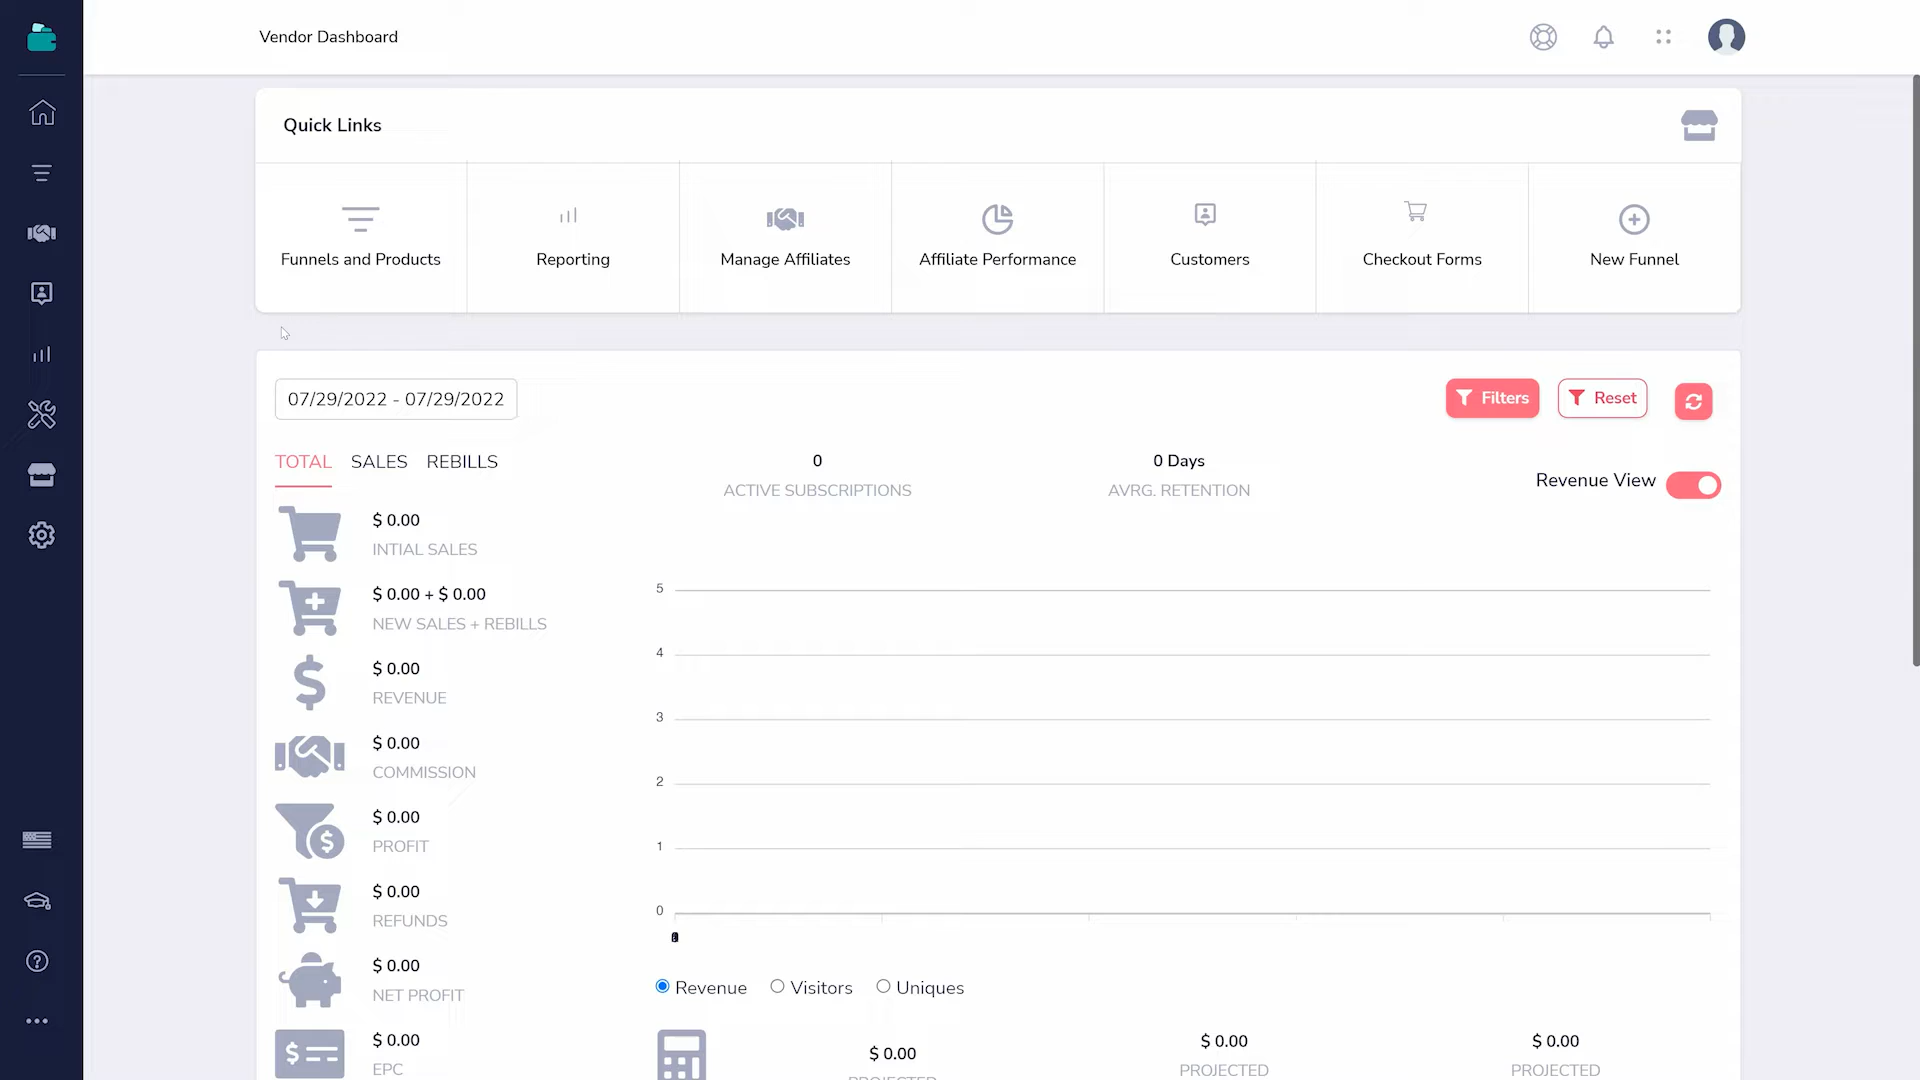 Vendor Dashboard
Quick Links
Funnels and Products
Reporting
Manage Affiliates
Affiliate Performance
Customers
Checkout Forms
New Funnel
07/29/2022 - 07/29/2022
Filters
Reset
TOTAL SALES REBILLS
0
ACTIVE SUBSCRIPTIONS
0 Days
AVRG. RETENTION
Revenue View
$ 0.00
INTIAL SALES
$ 0.00 + $ 0.00
NEW SALES + REBILLS
$ 0.00
REVENUE
$ 0.00
COMMISSION
$ 0.00
PROFIT
$ 0.00
REFUNDS
$ 0.00
NET PROFIT
$ 0.00
EPC
5
4
3
2
1
0
Revenue Visitors Uniques
$ 0.00
PROJECTED
$ 0.00
PROJECTED
$ 0.00
PROJECTED